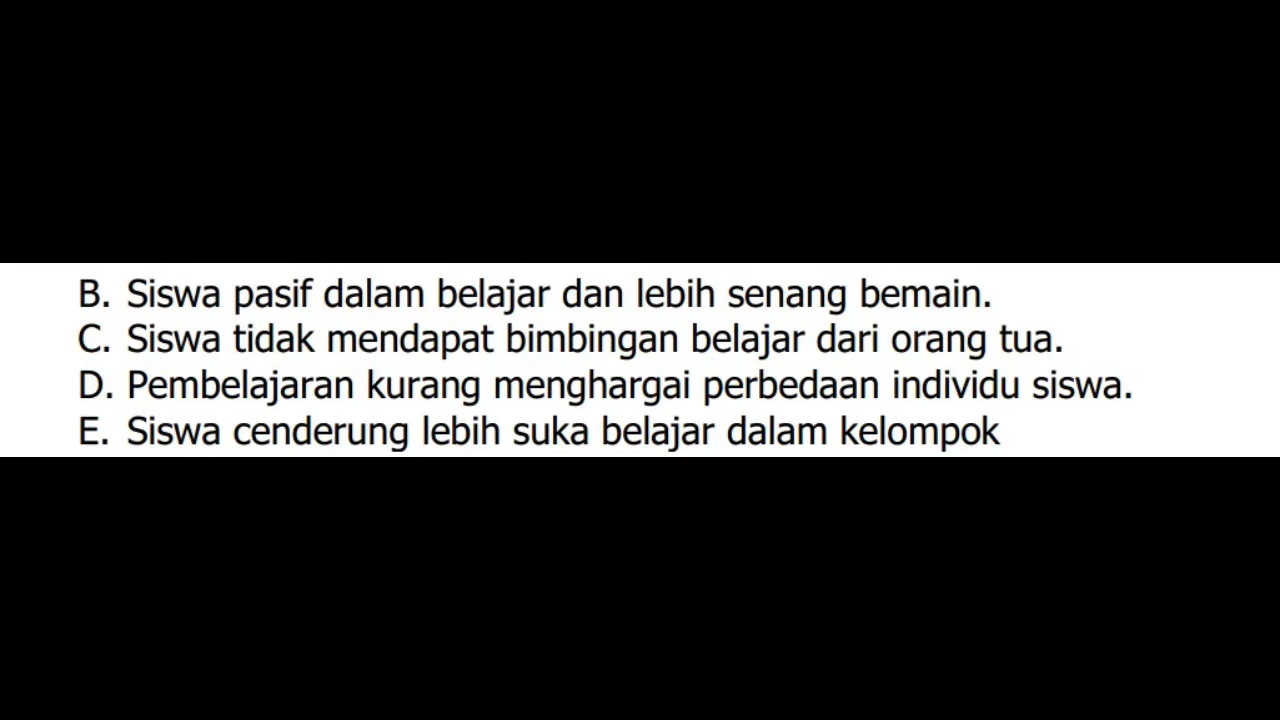 B. Siswa pasif dalam belajar dan lebih senang bemain.
C. Siswa tidak mendapat bimbingan belajar dari orang tua.
D. Pembelajaran kurang menghargai perbedaan individu siswa.
E. Siswa cenderung lebih suka belajar dalam kelompok